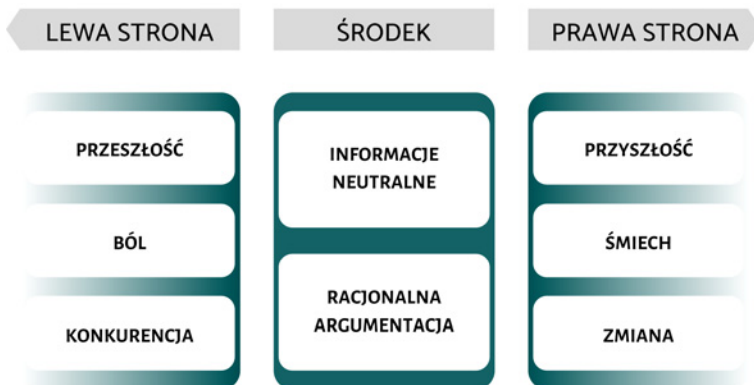 LEWA STRONA
ŚRODEK
PRAWA STRONA
PRZESZŁOŚĆ
BÓL
KONKURENCJA
INFORMACJE
NEUTRALNE
RACJONALNA
ARGUMENTACJA
PRZYSZŁOŚĆ
ŚMIECH
ZMIANA